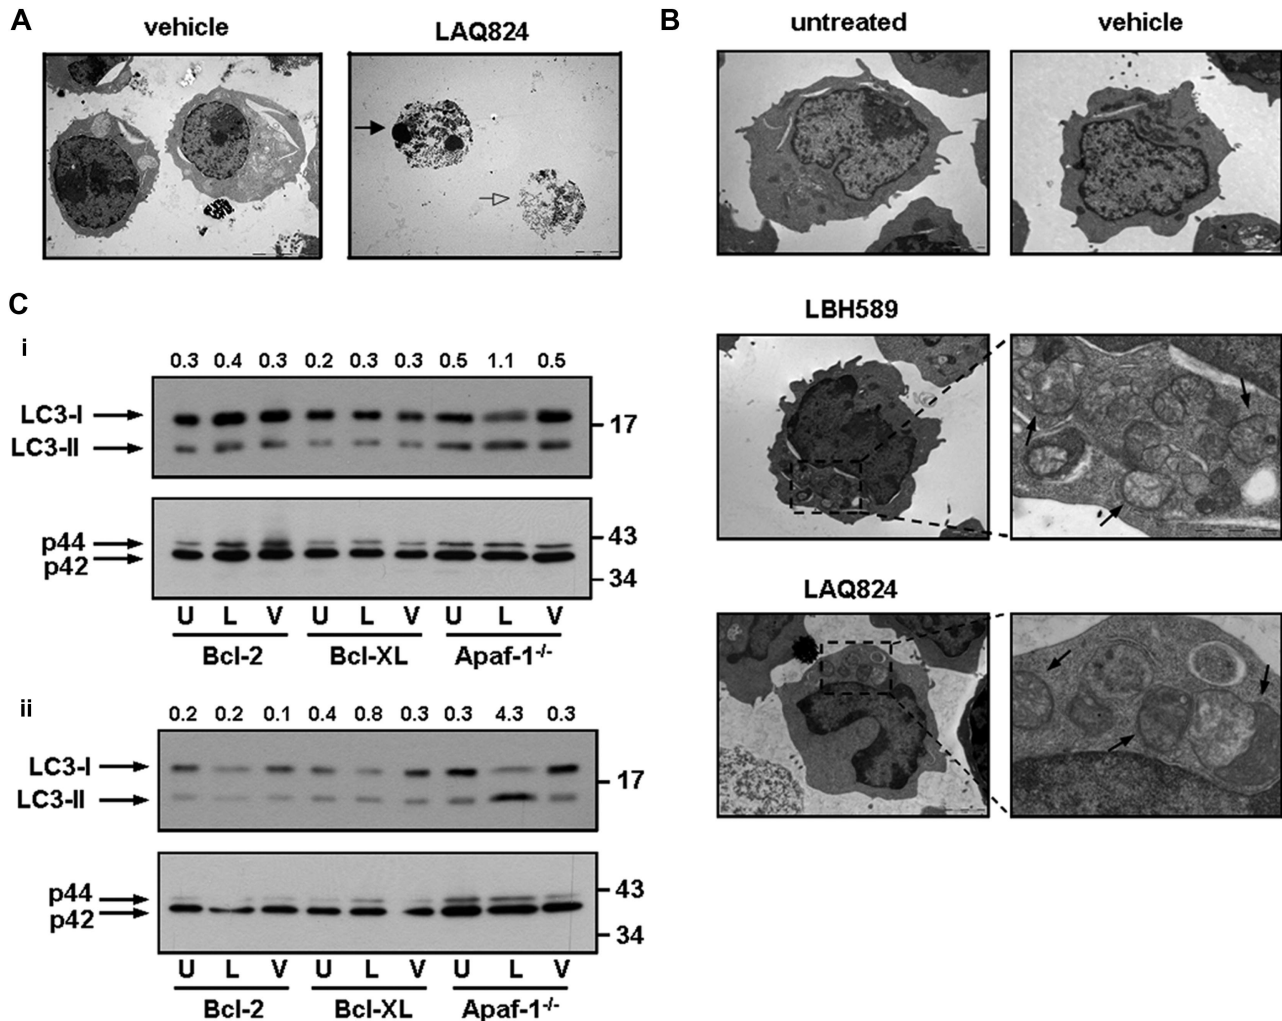 A
vehicle
LAQ824
B
untreated
vehicle
LBH589
LAQ824
C
i
0.3 0.4 0.3 0.2 0.3 0.3 0.5 1.1 0.5
LC3-I
LC3-II
17
p44
p42
43
34
U L V U L V U L V
Bcl-2 Bcl-XL Apaf-1-/-
ii
0.2 0.2 0.1 0.4 0.8 0.3 0.3 4.3 0.3
LC3-I
LC3-II
17
p44
p42
43
34
U L V U L V U L V
Bcl-2 Bcl-XL Apaf-1-/-